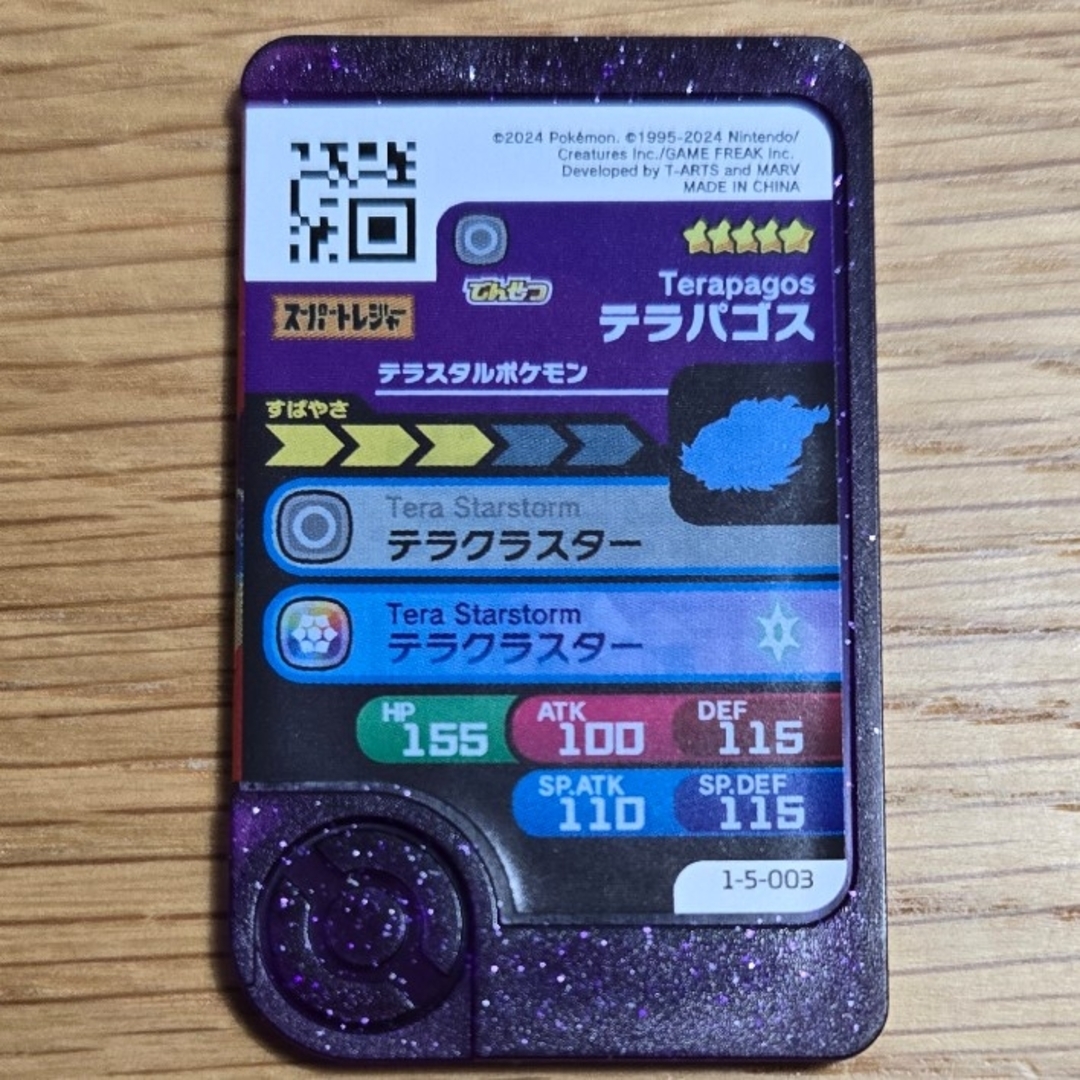 ©2024 Pokémon. ©1995-2024 Nintendo/
Creatures Inc./GAME FREAK inc.
Developed by T-ARTS and MARV
MADE IN CHINA
でんせつ
Terapagos
スーパートレジャー
テラパゴス
テラスタルポケモン
すばやさ
Tera Starstorm
テラクラスター
Tera Starstorm
テラクラスター
HP 155
ATK 100
DEF 115
SP.ATK 110
SP.DEF 115
1-5-003